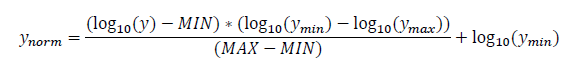 y_norm = ((log_10(y) − MIN) * (log_10(y_min) − log_10(y_max))) / (MAX − MIN) + log_10(y_min)